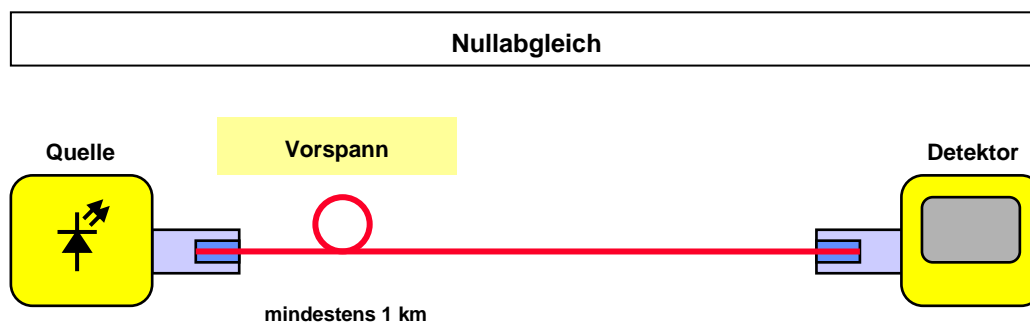 Nullabgleich
Quelle
Vorspann
Detektor
mindestens 1 km